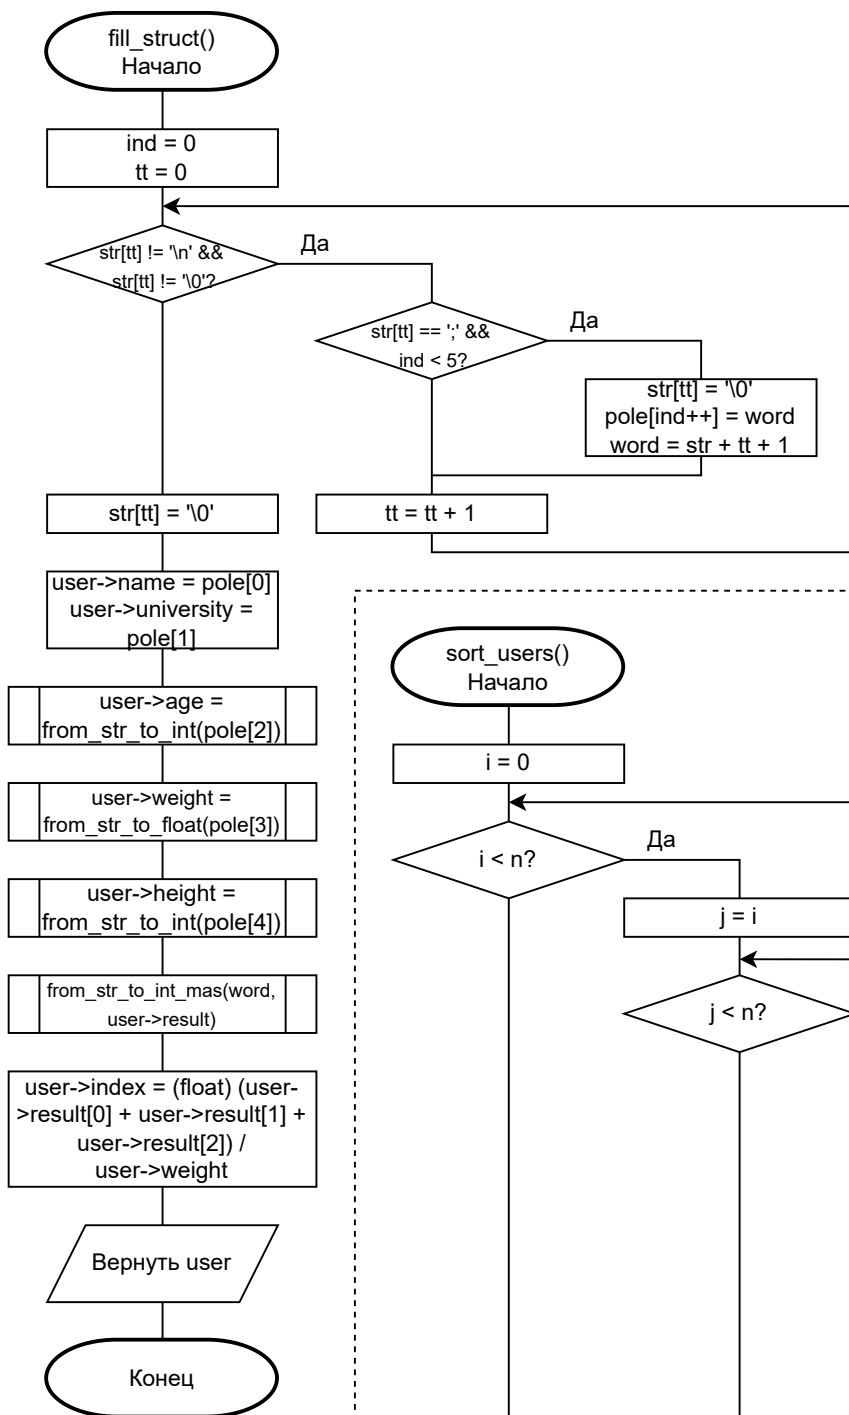 fill_struct()
Начало
ind = 0
tt = 0
str[tt] != '\n' &&
str[tt] != '\0'?
Да
str[tt] == ';' &&
ind < 5?
Да
str[tt] = '\0'
pole[ind++] = word
word = str + tt + 1
tt = tt + 1
str[tt] = '\0'
user->name = pole[0]
user->university =
pole[1]
user->age =
from_str_to_int(pole[2])
user->weight =
from_str_to_float(pole[3])
user->height =
from_str_to_int(pole[4])
from_str_to_int_mas(word,
user->result)
user->index = (float) (user-
>result[0] + user->result[1] +
user->result[2]) /
user->weight
Вернуть user
Конец
sort_users()
Начало
i = 0
i < n?
Да
j = i
j < n?